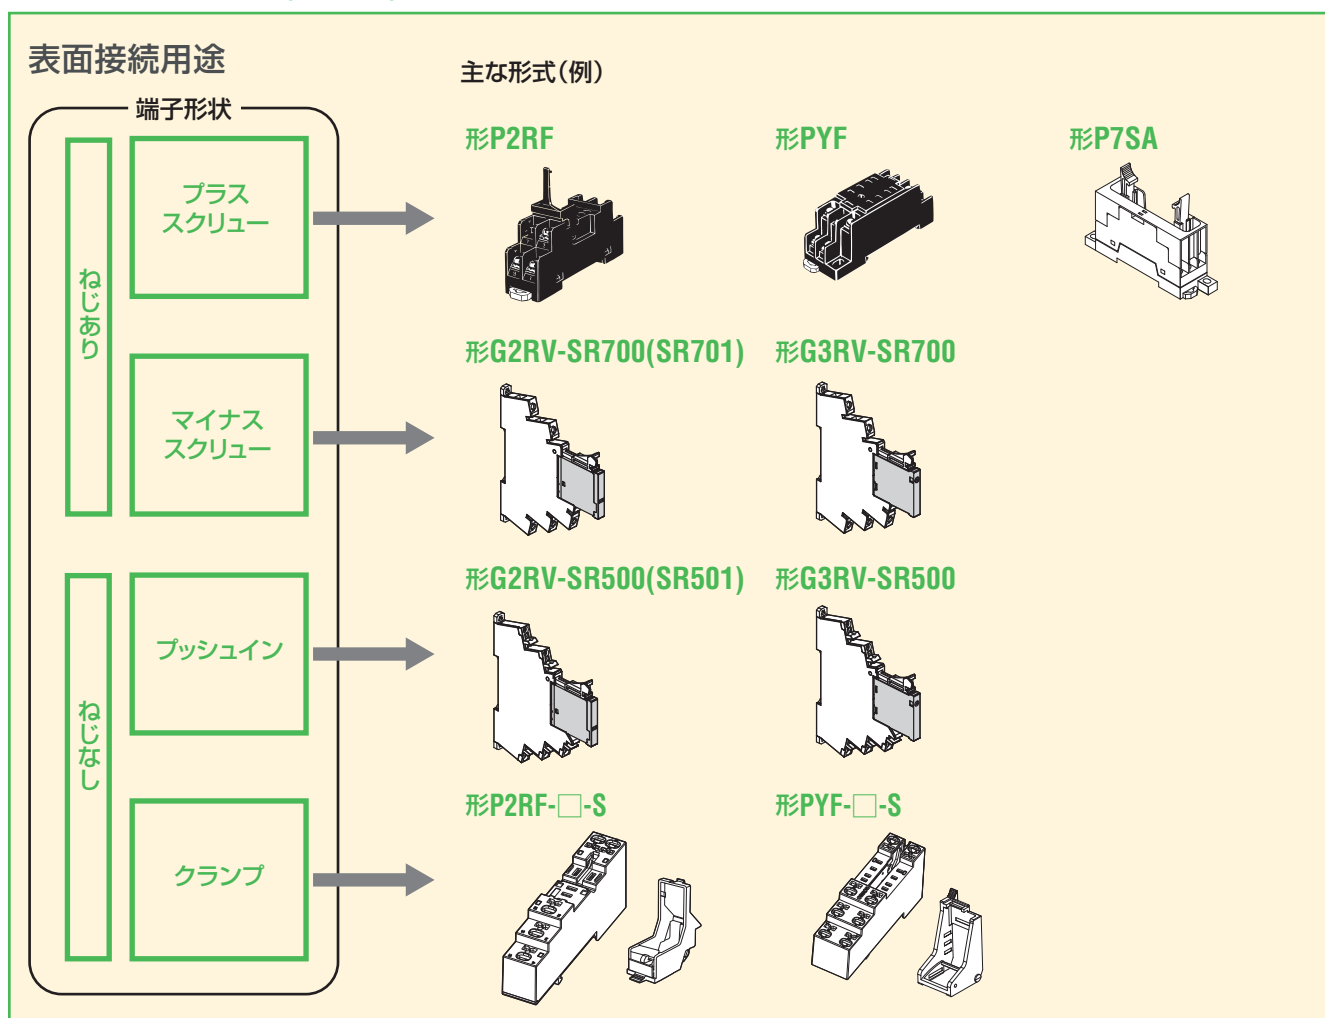 表面接続用途
主な形式(例)
端子形状
ねじあり
プラス
スクリュー
形P2RF
形PYF
形P7SA
マイナス
スクリュー
形G2RV-SR700(SR701)
形G3RV-SR700
ねじなし
プッシュイン
形G2RV-SR500(SR501)
形G3RV-SR500
クランプ
形P2RF-□-S
形PYF-□-S